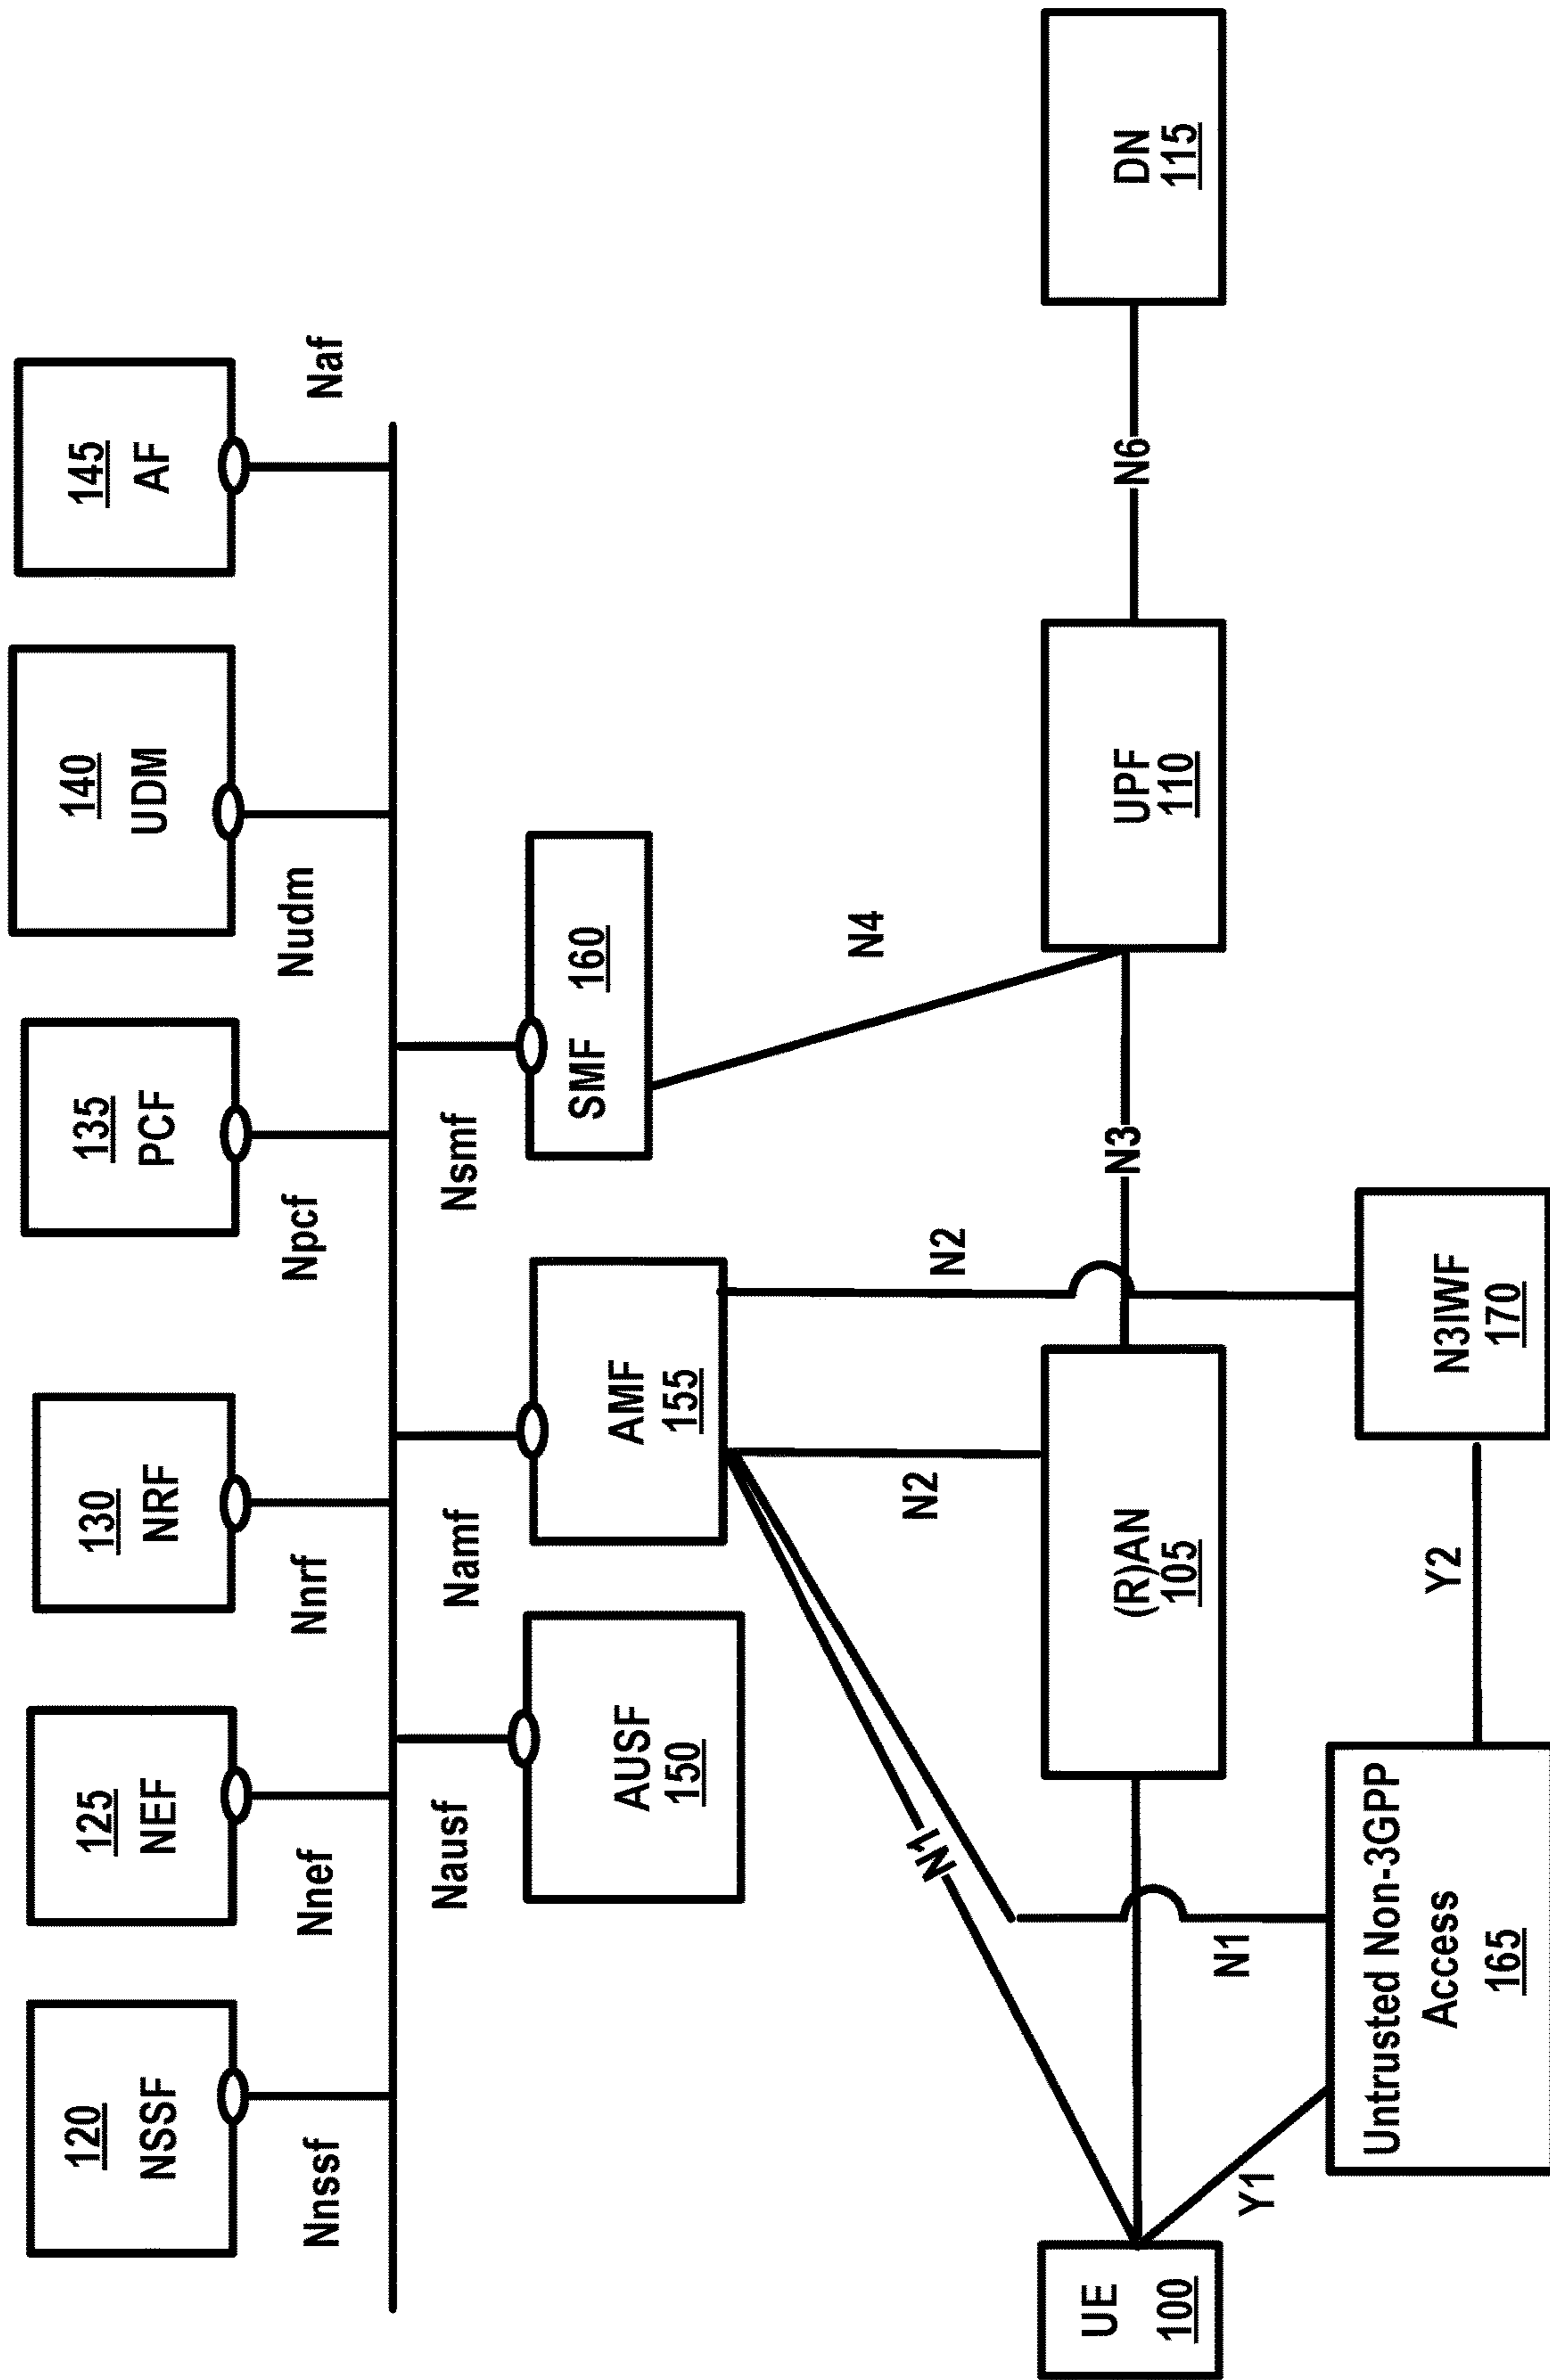 120
NSSF
125
NEF
130
NRF
135
PCF
140
UDM
145
AF
Nnssf
Nnef
Nnrf
Npcf
Nudm
Naf
Nausf
Namf
Nsmf
AUSF
150
AMF
155
SMF 160
N1
N2
N2
N4
UE
100
(R)AN
105
N3
UPF
110
N6
DN
115
Y1
N1
Untrusted Non-3GPP
Access
165
Y2
N3IWF
170